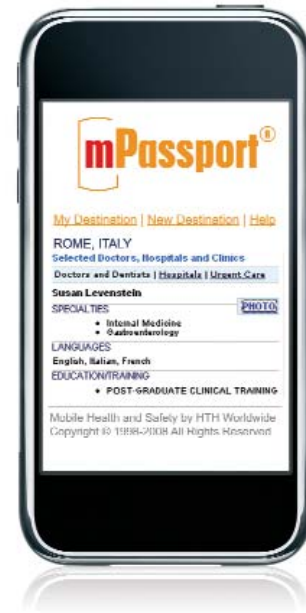 mPassport®
My Destination | New Destination | Help
ROME, ITALY
Selected Doctors, Hospitals and Clinics
Doctors and Dentists | Hospitals | Urgent Care
Susan Levenstein
SPECIALTIES PHOTO
• Internal Medicine
• Gastroenterology
LANGUAGES
English, Italian, French
EDUCATION/TRAINING
• POST-GRADUATE CLINICAL TRAINING
Mobile Health and Safety by HTH Worldwide
Copyright © 1998-2008 All Rights Reserved